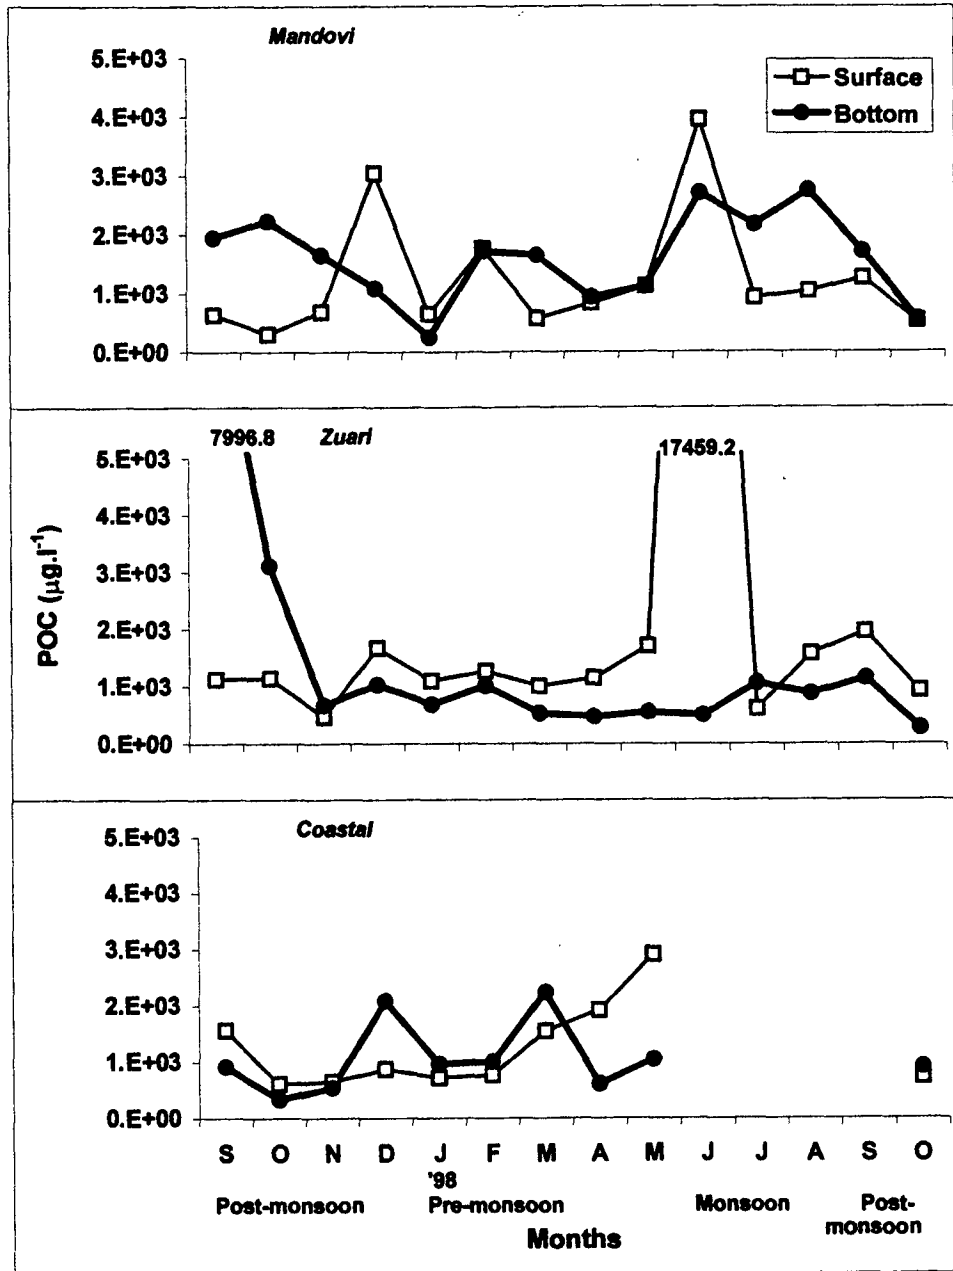 Mandovi
5.E+03
4.E+03
3.E+03
2.E+03
1.E+03
0.E+00
Surface
Bottom
7996.8
Zuari
17459.2
5.E+03
4.E+03
3.E+03
2.E+03
1.E+03
0.E+00
POC (μg.l⁻¹)
Coastal
5.E+03
4.E+03
3.E+03
2.E+03
1.E+03
0.E+00
S O N D J F M A M J J A S O
'98
Post-monsoon Pre-monsoon Monsoon Post-
monsoon
Months